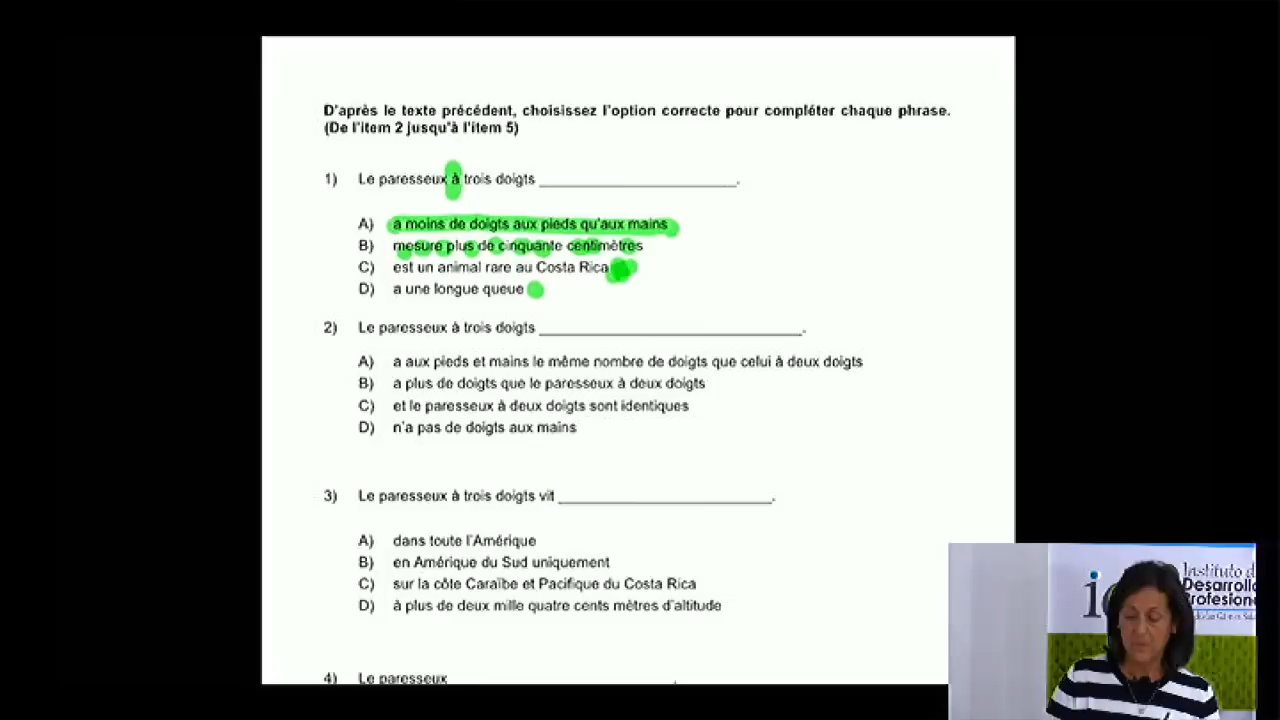 D'après le texte précédent, choisissez l'option correcte pour compléter chaque phrase.
(De l'item 2 jusqu'à l'item 5)
1) Le paresseux à trois doigts ______________________.
A) a moins de doigts aux pieds qu'aux mains
B) mesure plus de cinquante centimètres
C) est un animal rare au Costa Rica
D) a une longue queue
2) Le paresseux à trois doigts ______________________________.
A) a aux pieds et mains le même nombre de doigts que celui à deux doigts
B) a plus de doigts que le paresseux à deux doigts
C) et le paresseux à deux doigts sont identiques
D) n'a pas de doigts aux mains
3) Le paresseux à trois doigts vit ________________________.
A) dans toute l'Amérique
B) en Amérique du Sud uniquement
C) sur la côte Caraïbe et Pacifique du Costa Rica
D) à plus de deux mille quatre cents mètres d'altitude
4) Le paresseux
Instituto d
Desarroll
Profesion